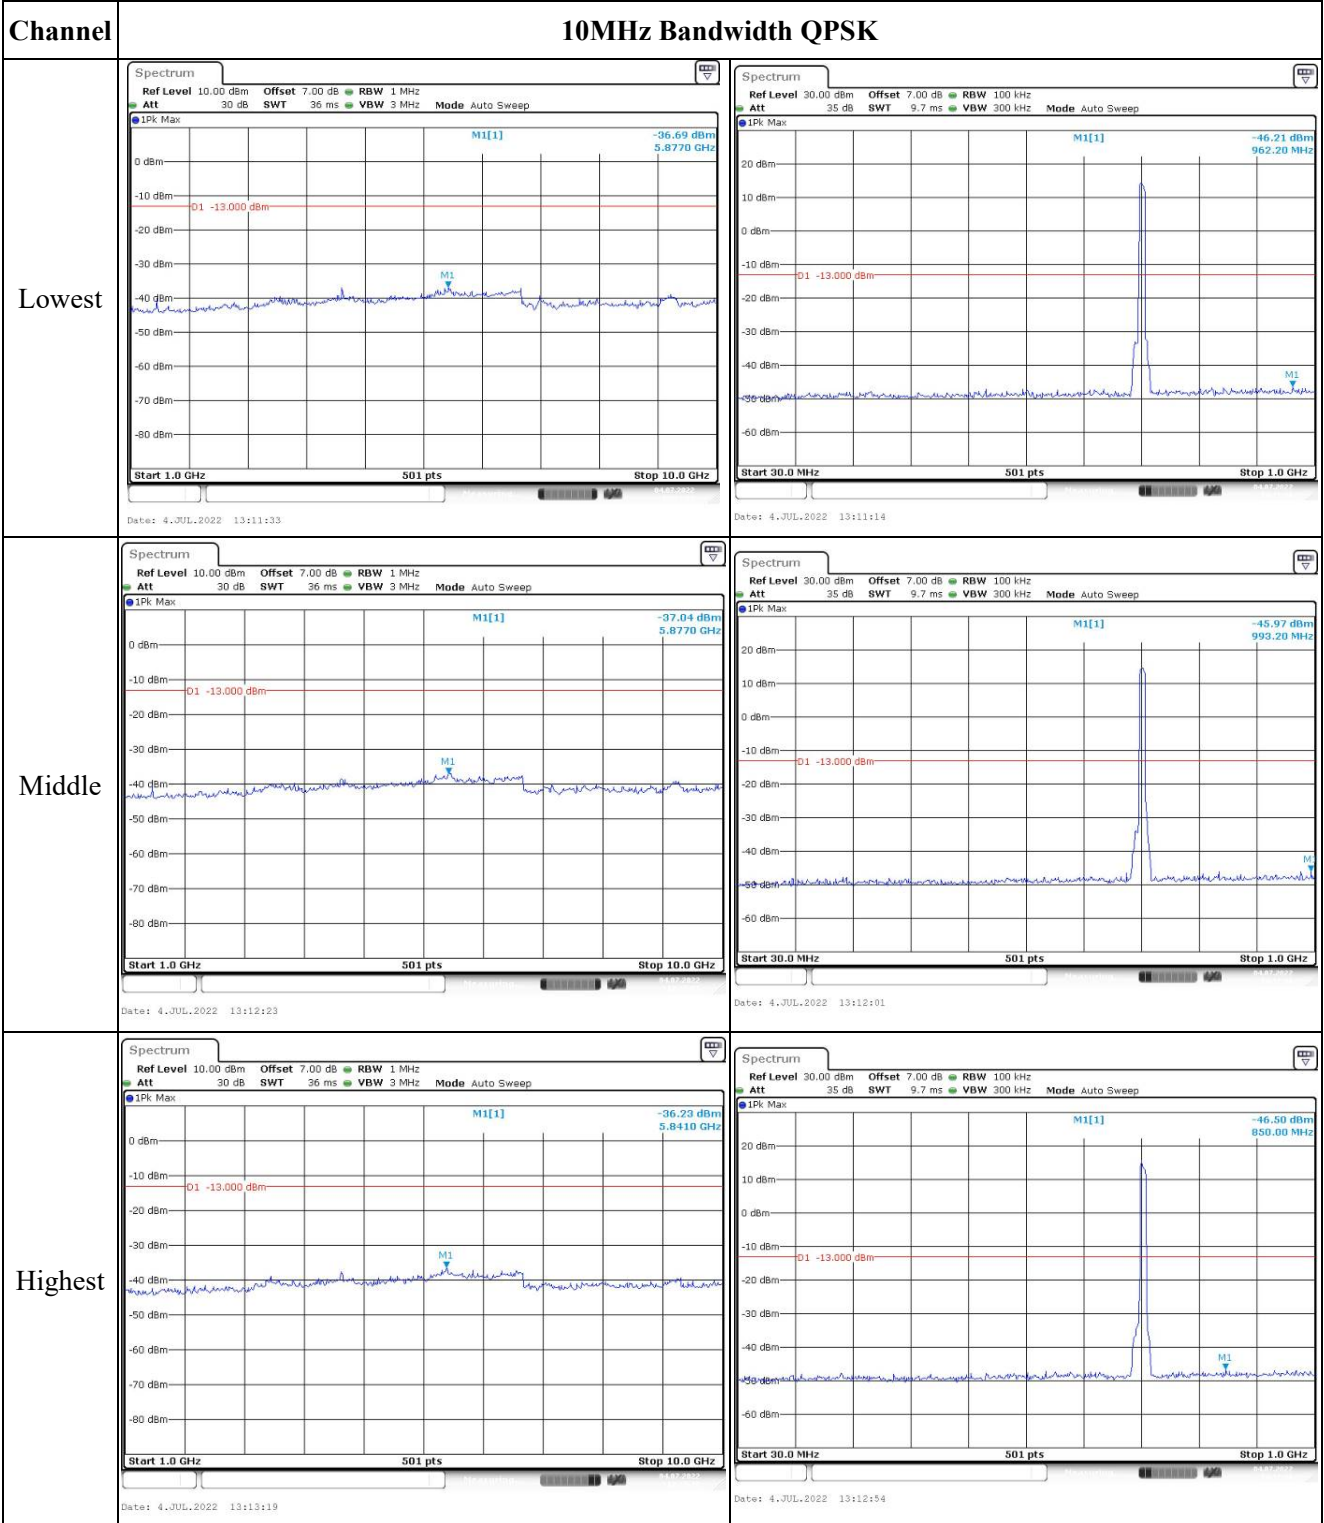 Channel 10MHz Bandwidth QPSK
Lowest
Spectrum
Ref Level 10.00 dBm Offset 7.00 dB RBW 1 MHz
Att 30 dB SWT 36 ms VBW 3 MHz Mode Auto Sweep
1Pk Max
M1[1] -36.69 dBm
5.8770 GHz
0 dBm
-10 dBm
D1 -13.000 dBm
-20 dBm
-30 dBm
M1
-40 dBm
-50 dBm
-60 dBm
-70 dBm
-80 dBm
Start 1.0 GHz 501 pts Stop 10.0 GHz
Date: 4.JUL.2022 13:11:33
Spectrum
Ref Level 30.00 dBm Offset 7.00 dB RBW 100 kHz
Att 35 dB SWT 9.7 ms VBW 300 kHz Mode Auto Sweep
1Pk Max
M1[1] -46.21 dBm
962.20 MHz
20 dBm
10 dBm
0 dBm
-10 dBm
D1 -13.000 dBm
-20 dBm
-30 dBm
-40 dBm
M1
-50 dBm
-60 dBm
Start 30.0 MHz 501 pts Stop 1.0 GHz
Date: 4.JUL.2022 13:11:14
Middle
Spectrum
Ref Level 10.00 dBm Offset 7.00 dB RBW 1 MHz
Att 30 dB SWT 36 ms VBW 3 MHz Mode Auto Sweep
1Pk Max
M1[1] -37.04 dBm
5.8770 GHz
0 dBm
-10 dBm
D1 -13.000 dBm
-20 dBm
-30 dBm
M1
-40 dBm
-50 dBm
-60 dBm
-70 dBm
-80 dBm
Start 1.0 GHz 501 pts Stop 10.0 GHz
Date: 4.JUL.2022 13:12:23
Spectrum
Ref Level 30.00 dBm Offset 7.00 dB RBW 100 kHz
Att 35 dB SWT 9.7 ms VBW 300 kHz Mode Auto Sweep
1Pk Max
M1[1] -45.97 dBm
993.20 MHz
20 dBm
10 dBm
0 dBm
-10 dBm
D1 -13.000 dBm
-20 dBm
-30 dBm
-40 dBm
M1
-50 dBm
-60 dBm
Start 30.0 MHz 501 pts Stop 1.0 GHz
Date: 4.JUL.2022 13:12:01
Highest
Spectrum
Ref Level 10.00 dBm Offset 7.00 dB RBW 1 MHz
Att 30 dB SWT 36 ms VBW 3 MHz Mode Auto Sweep
1Pk Max
M1[1] -36.23 dBm
5.8410 GHz
0 dBm
-10 dBm
D1 -13.000 dBm
-20 dBm
-30 dBm
M1
-40 dBm
-50 dBm
-60 dBm
-70 dBm
-80 dBm
Start 1.0 GHz 501 pts Stop 10.0 GHz
Date: 4.JUL.2022 13:13:19
Spectrum
Ref Level 30.00 dBm Offset 7.00 dB RBW 100 kHz
Att 35 dB SWT 9.7 ms VBW 300 kHz Mode Auto Sweep
1Pk Max
M1[1] -46.50 dBm
850.00 MHz
20 dBm
10 dBm
0 dBm
-10 dBm
D1 -13.000 dBm
-20 dBm
-30 dBm
-40 dBm
M1
-50 dBm
-60 dBm
Start 30.0 MHz 501 pts Stop 1.0 GHz
Date: 4.JUL.2022 13:12:54